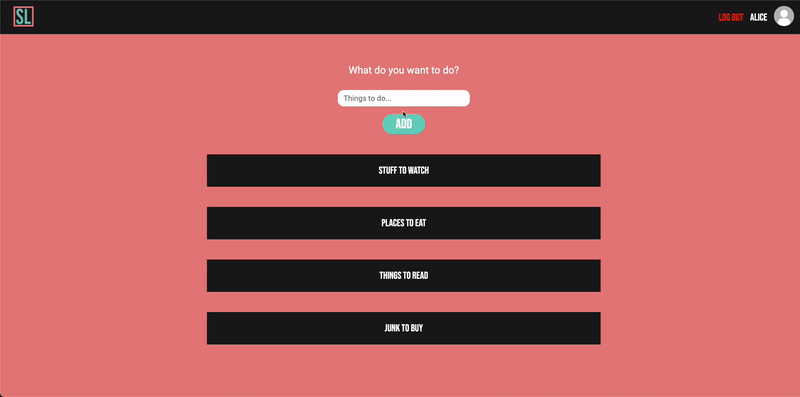 SL
LOG OUT ALICE
What do you want to do?
Things to do...
ADD
STUFF TO WATCH
PLACES TO EAT
THINGS TO READ
JUNK TO BUY